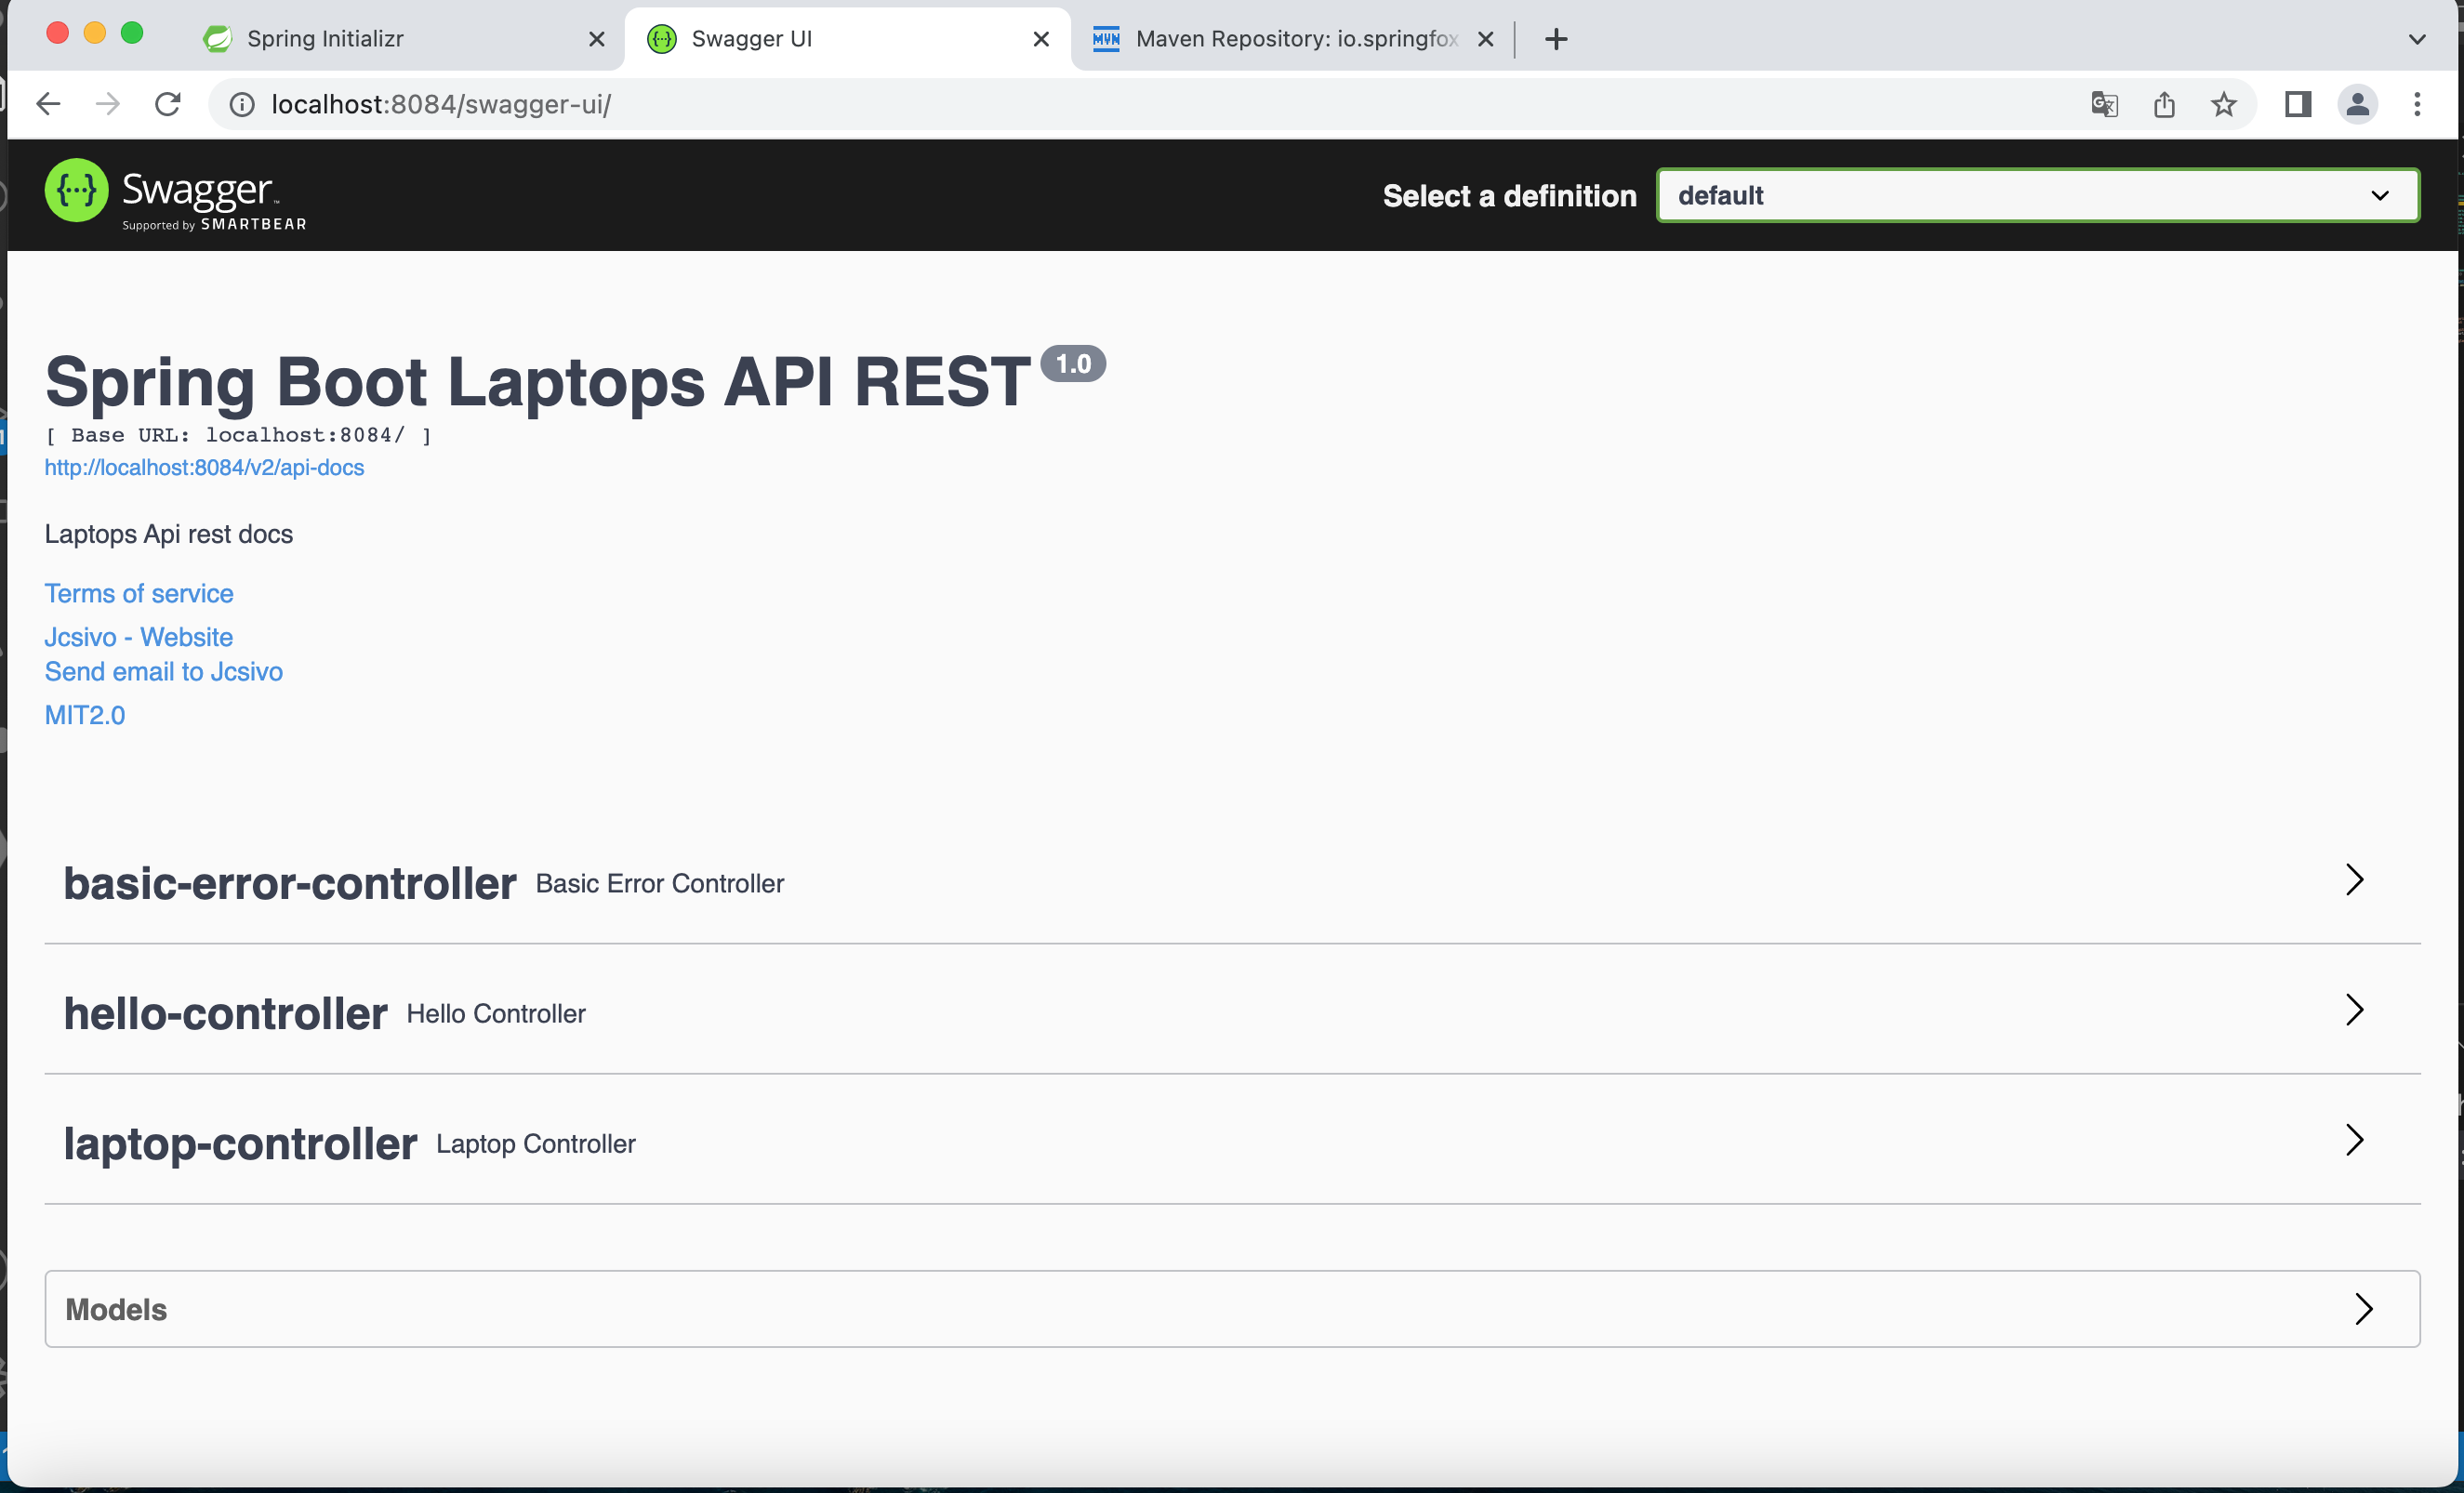 Spring Initializr
Swagger UI
Maven Repository: io.springfox
localhost:8084/swagger-ui/
Swagger
Supported by SMARTBEAR
Select a definition
default
Spring Boot Laptops API REST 1.0
[ Base URL: localhost:8084/ ]
http://localhost:8084/v2/api-docs
Laptops Api rest docs
Terms of service
Jcsivo - Website
Send email to Jcsivo
MIT2.0
basic-error-controller Basic Error Controller
hello-controller Hello Controller
laptop-controller Laptop Controller
Models